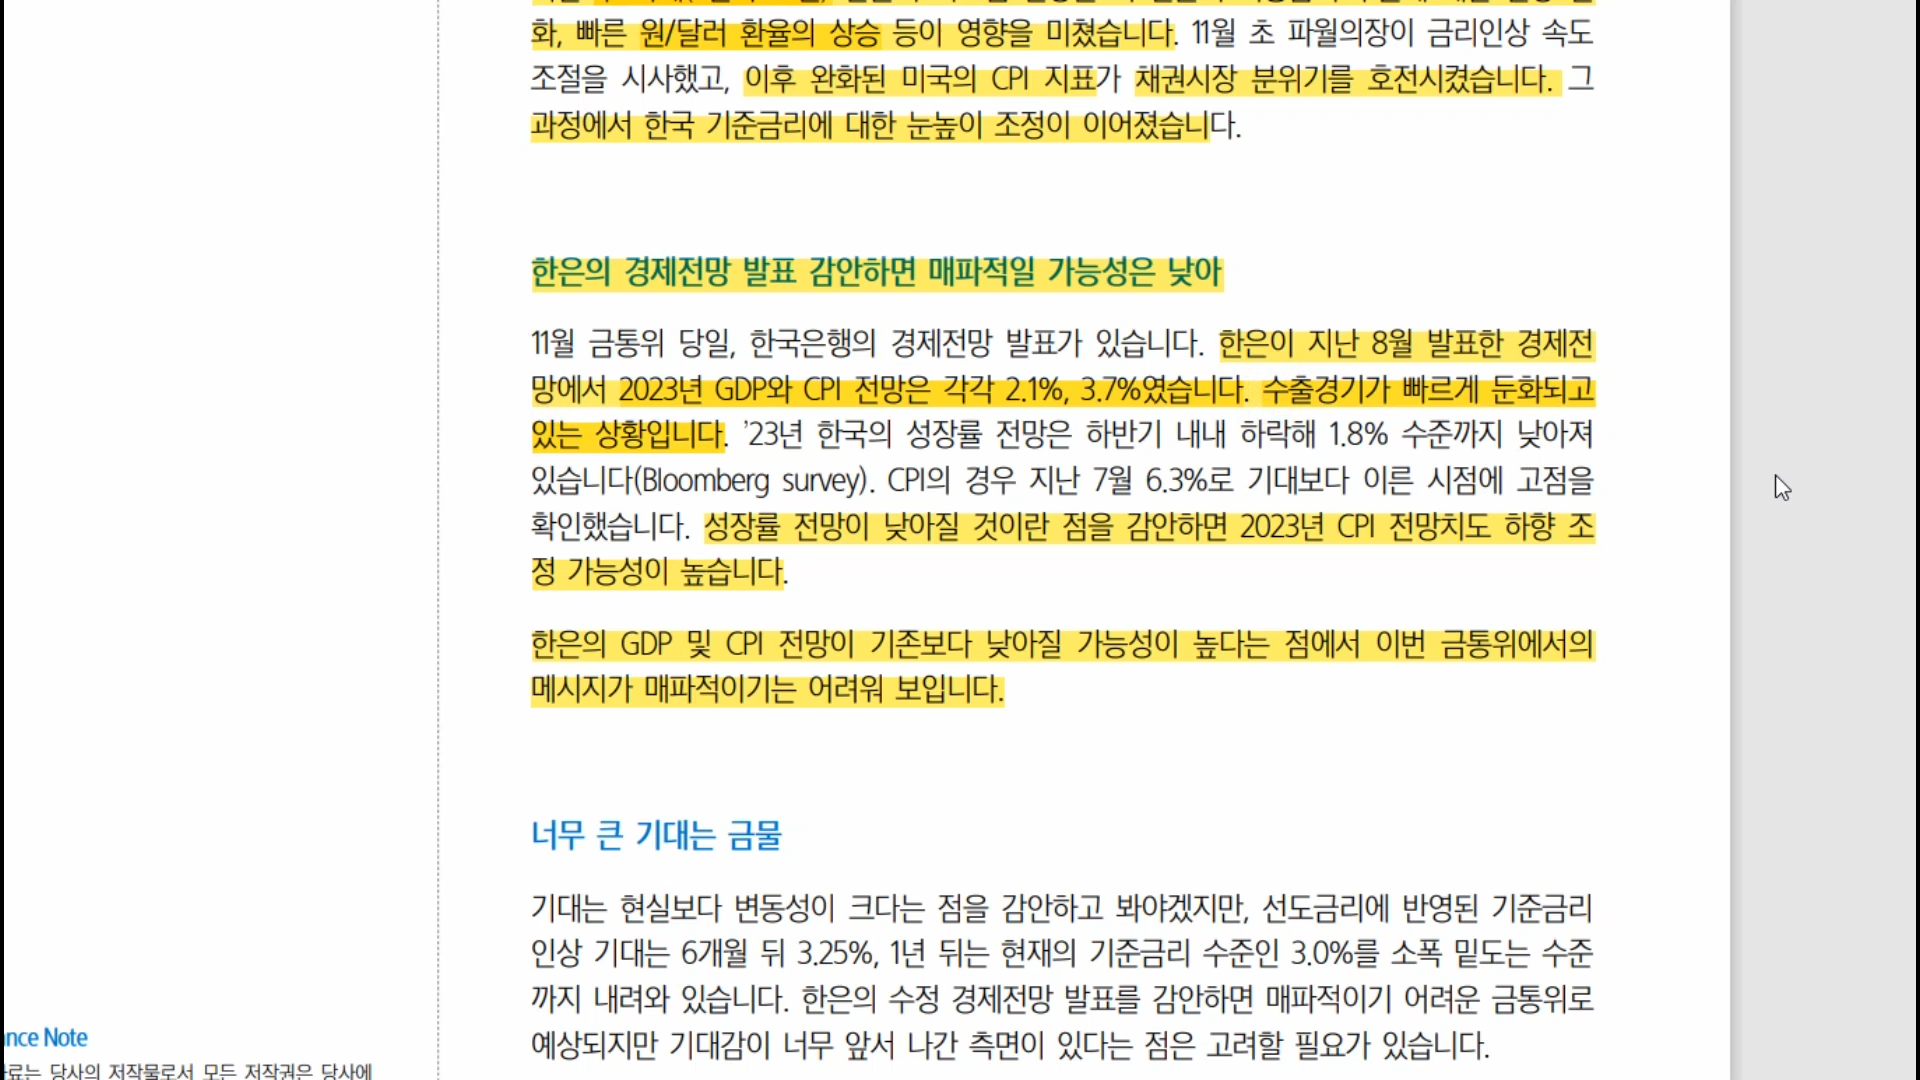 화, 빠른 원/달러 환율의 상승 등이 영향을 미쳤습니다. 11월 초 파월의장이 금리인상 속도
조절을 시사했고, 이후 완화된 미국의 CPI 지표가 채권시장 분위기를 호전시켰습니다. 그
과정에서 한국 기준금리에 대한 눈높이 조정이 이어졌습니다.
한은의 경제전망 발표 감안하면 매파적일 가능성은 낮아
11월 금통위 당일, 한국은행의 경제전망 발표가 있습니다. 한은이 지난 8월 발표한 경제전
망에서 2023년 GDP와 CPI 전망은 각각 2.1%, 3.7%였습니다. 수출경기가 빠르게 둔화되고
있는 상황입니다. ’23년 한국의 성장률 전망은 하반기 내내 하락해 1.8% 수준까지 낮아져
있습니다(Bloomberg survey). CPI의 경우 지난 7월 6.3%로 기대보다 이른 시점에 고점을
확인했습니다. 성장률 전망이 낮아질 것이란 점을 감안하면 2023년 CPI 전망치도 하향 조
정 가능성이 높습니다.
한은의 GDP 및 CPI 전망이 기존보다 낮아질 가능성이 높다는 점에서 이번 금통위에서의
메시지가 매파적이기는 어려워 보입니다.
너무 큰 기대는 금물
기대는 현실보다 변동성이 크다는 점을 감안하고 봐야겠지만, 선도금리에 반영된 기준금리
인상 기대는 6개월 뒤 3.25%, 1년 뒤는 현재의 기준금리 수준인 3.0%를 소폭 밑도는 수준
까지 내려와 있습니다. 한은의 수정 경제전망 발표를 감안하면 매파적이기 어려운 금통위로
예상되지만 기대감이 너무 앞서 나간 측면이 있다는 점은 고려할 필요가 있습니다.
ance Note
료는 당사의 저작물로서 모든 저작권은 당사에